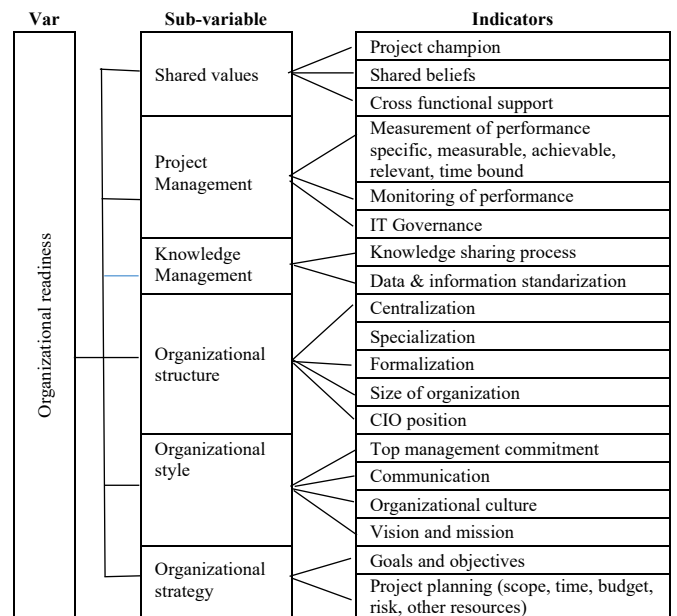 Var Sub-variable Indicators
Organizational readiness
Shared values
Project champion
Shared beliefs
Cross functional support
Project
Management
Measurement of performance
specific, measurable, achievable,
relevant, time bound
Monitoring of performance
IT Governance
Knowledge
Management
Knowledge sharing process
Data & information standarization
Organizational
structure
Centralization
Specialization
Formalization
Size of organization
CIO position
Organizational
style
Top management commitment
Communication
Organizational culture
Vision and mission
Organizational
strategy
Goals and objectives
Project planning (scope, time, budget,
risk, other resources)